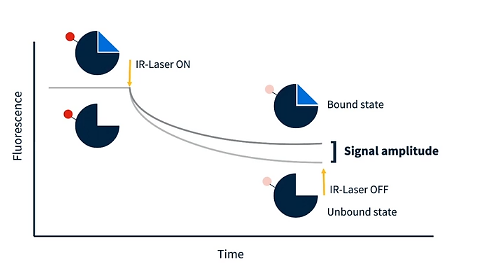 IR-Laser ON
Bound state
Fluorescence
Signal amplitude
IR-Laser OFF
Unbound state
Time